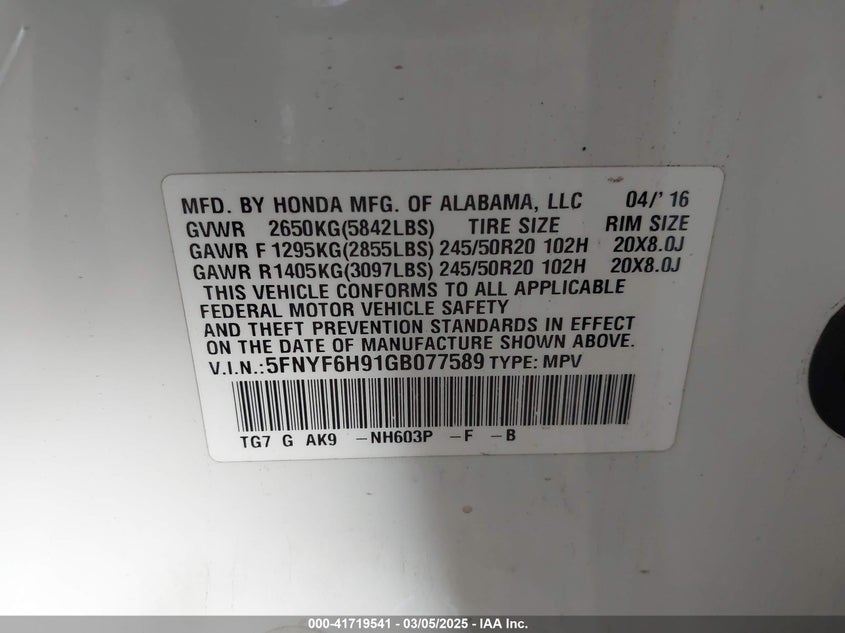 MFD. BY HONDA MFG. OF ALABAMA, LLC 04/' 16
GVWR 2650KG(5842LBS) TIRE SIZE RIM SIZE
GAWR F 1295KG(2855LBS) 245/50R20 102H 20X8.0J
GAWR R1405KG(3097LBS) 245/50R20 102H 20X8.0J
THIS VEHICLE CONFORMS TO ALL APPLICABLE
FEDERAL MOTOR VEHICLE SAFETY
AND THEFT PREVENTION STANDARDS IN EFFECT
ON THE DATE OF MANUFACTURE SHOWN ABOVE.
V.I.N.:5FNYF6H91GB077589 TYPE: MPV
TG7 G AK9 -NH603P -F -B
000-41719541 - 03/05/2025 - IAA Inc.